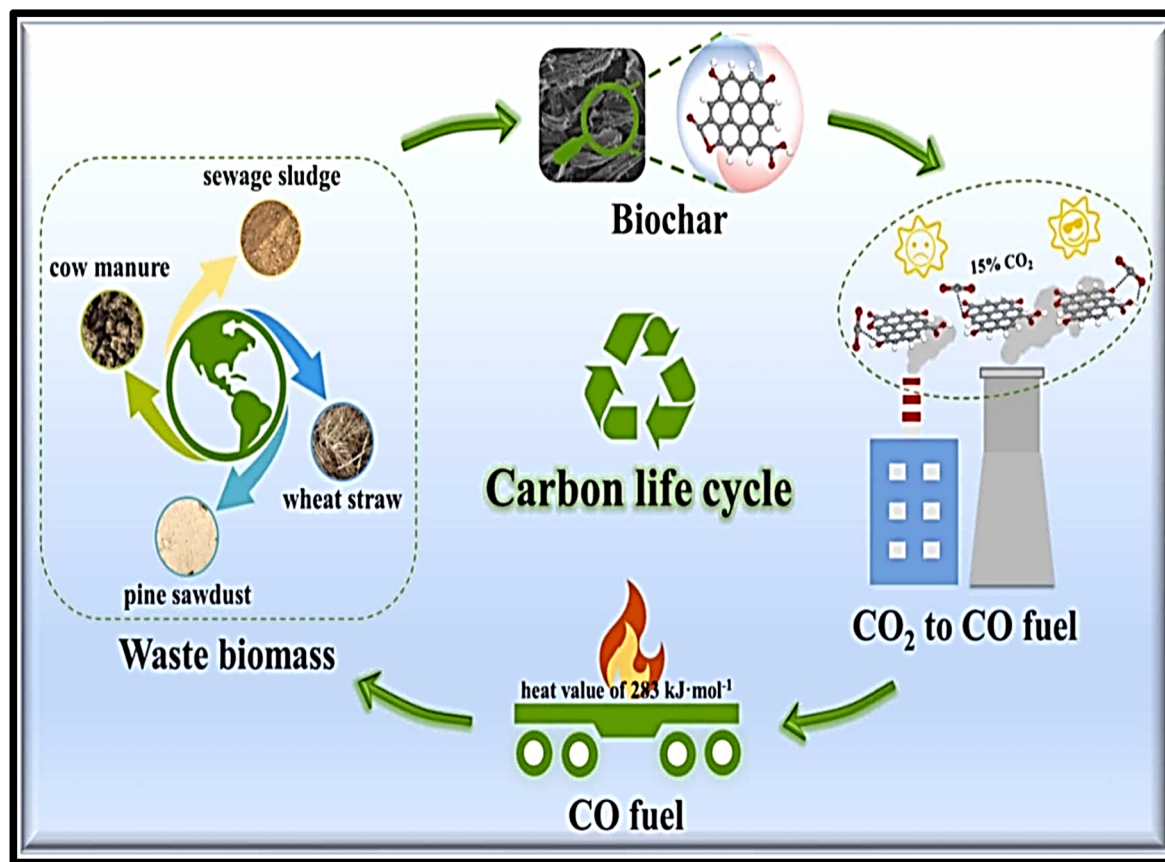 sewage sludge
cow manure
wheat straw
pine sawdust
Waste biomass
Biochar
15% CO₂
CO₂ to CO fuel
heat value of 283 kJ·mol⁻¹
CO fuel
Carbon life cycle